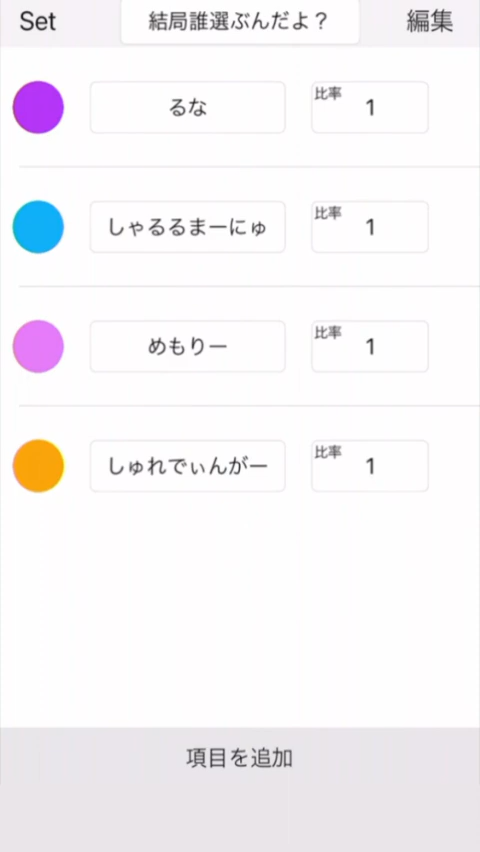 Set 結局誰選ぶんだよ？ 編集
るな 比率 1
しゃるるまーにゅ 比率 1
めもりー 比率 1
しゅれでぃんがー 比率 1
項目を追加